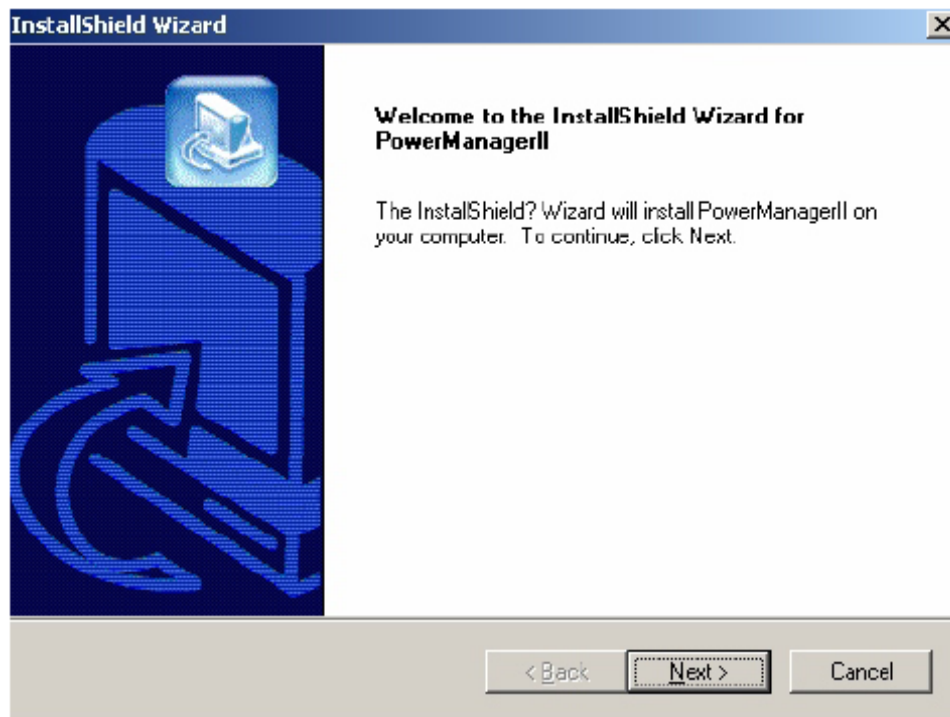 InstallShield Wizard
Welcome to the InstallShield Wizard for
PowerManagerII
The InstallShield? Wizard will install PowerManagerII on
your computer. To continue, click Next.
< Back
Next >
Cancel